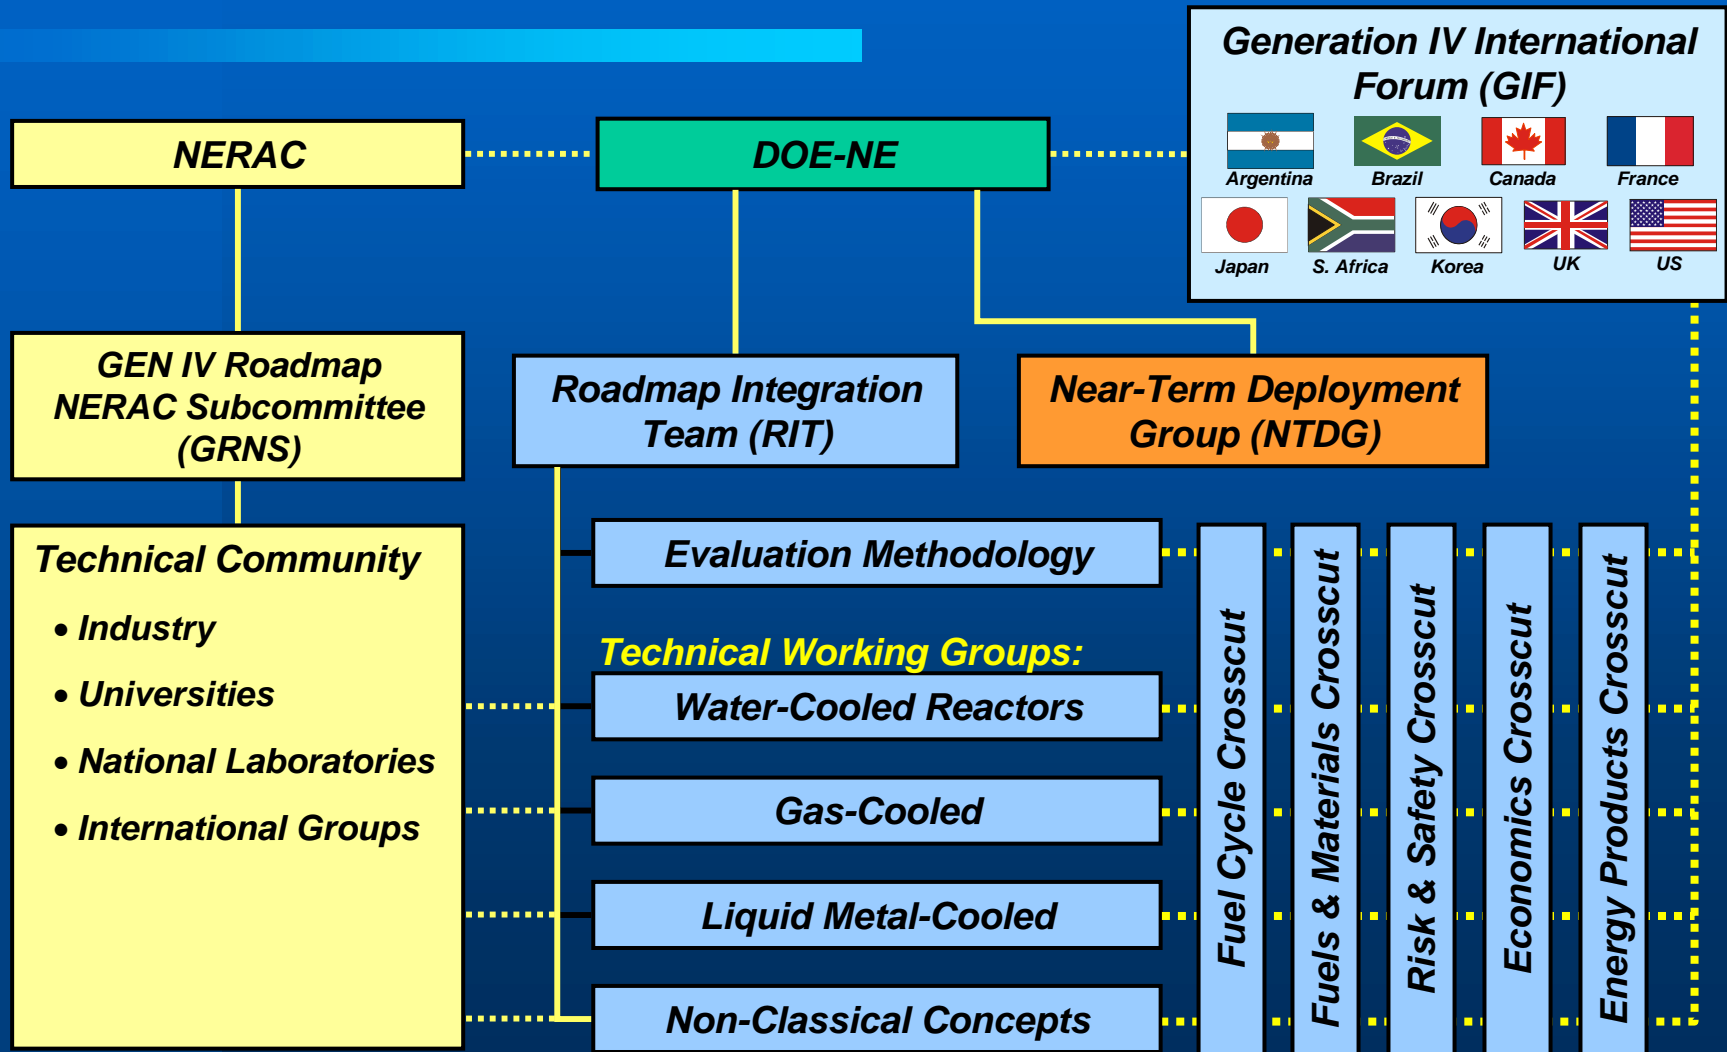 Generation IV International
Forum (GIF)
Argentina
Brazil
Canada
France
Japan
S. Africa
Korea
UK
US
NERAC
DOE-NE
GEN IV Roadmap
NERAC Subcommittee
(GRNS)
Roadmap Integration
Team (RIT)
Near-Term Deployment
Group (NTDG)
Technical Community
• Industry
• Universities
• National Laboratories
• International Groups
Evaluation Methodology
Technical Working Groups:
Water-Cooled Reactors
Gas-Cooled
Liquid Metal-Cooled
Non-Classical Concepts
Fuel Cycle Crosscut
Fuels & Materials Crosscut
Risk & Safety Crosscut
Economics Crosscut
Energy Products Crosscut